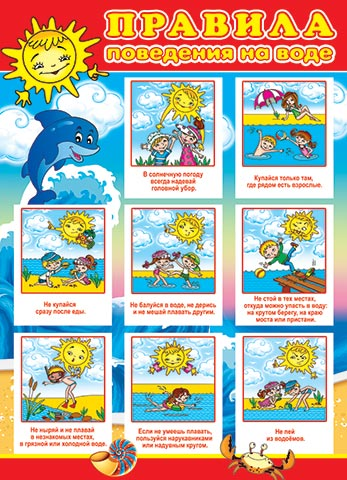 ПРАВИЛА
поведения на воде
В солнечную погоду
всегда надевай
головной убор.
Купайся только там,
где рядом есть взрослые.
Не купайся
сразу после еды.
Не балуйся в воде, не дерись
и не мешай плавать другим.
Не стой в тех местах,
откуда можно упасть в воду:
на крутом берегу, на краю
моста или пристани.
Не ныряй и не плавай
в незнакомых местах,
в грязной или холодной воде.
Если не умеешь плавать,
пользуйся нарукавниками
или надувным кругом.
Не пей
из водоёмов.